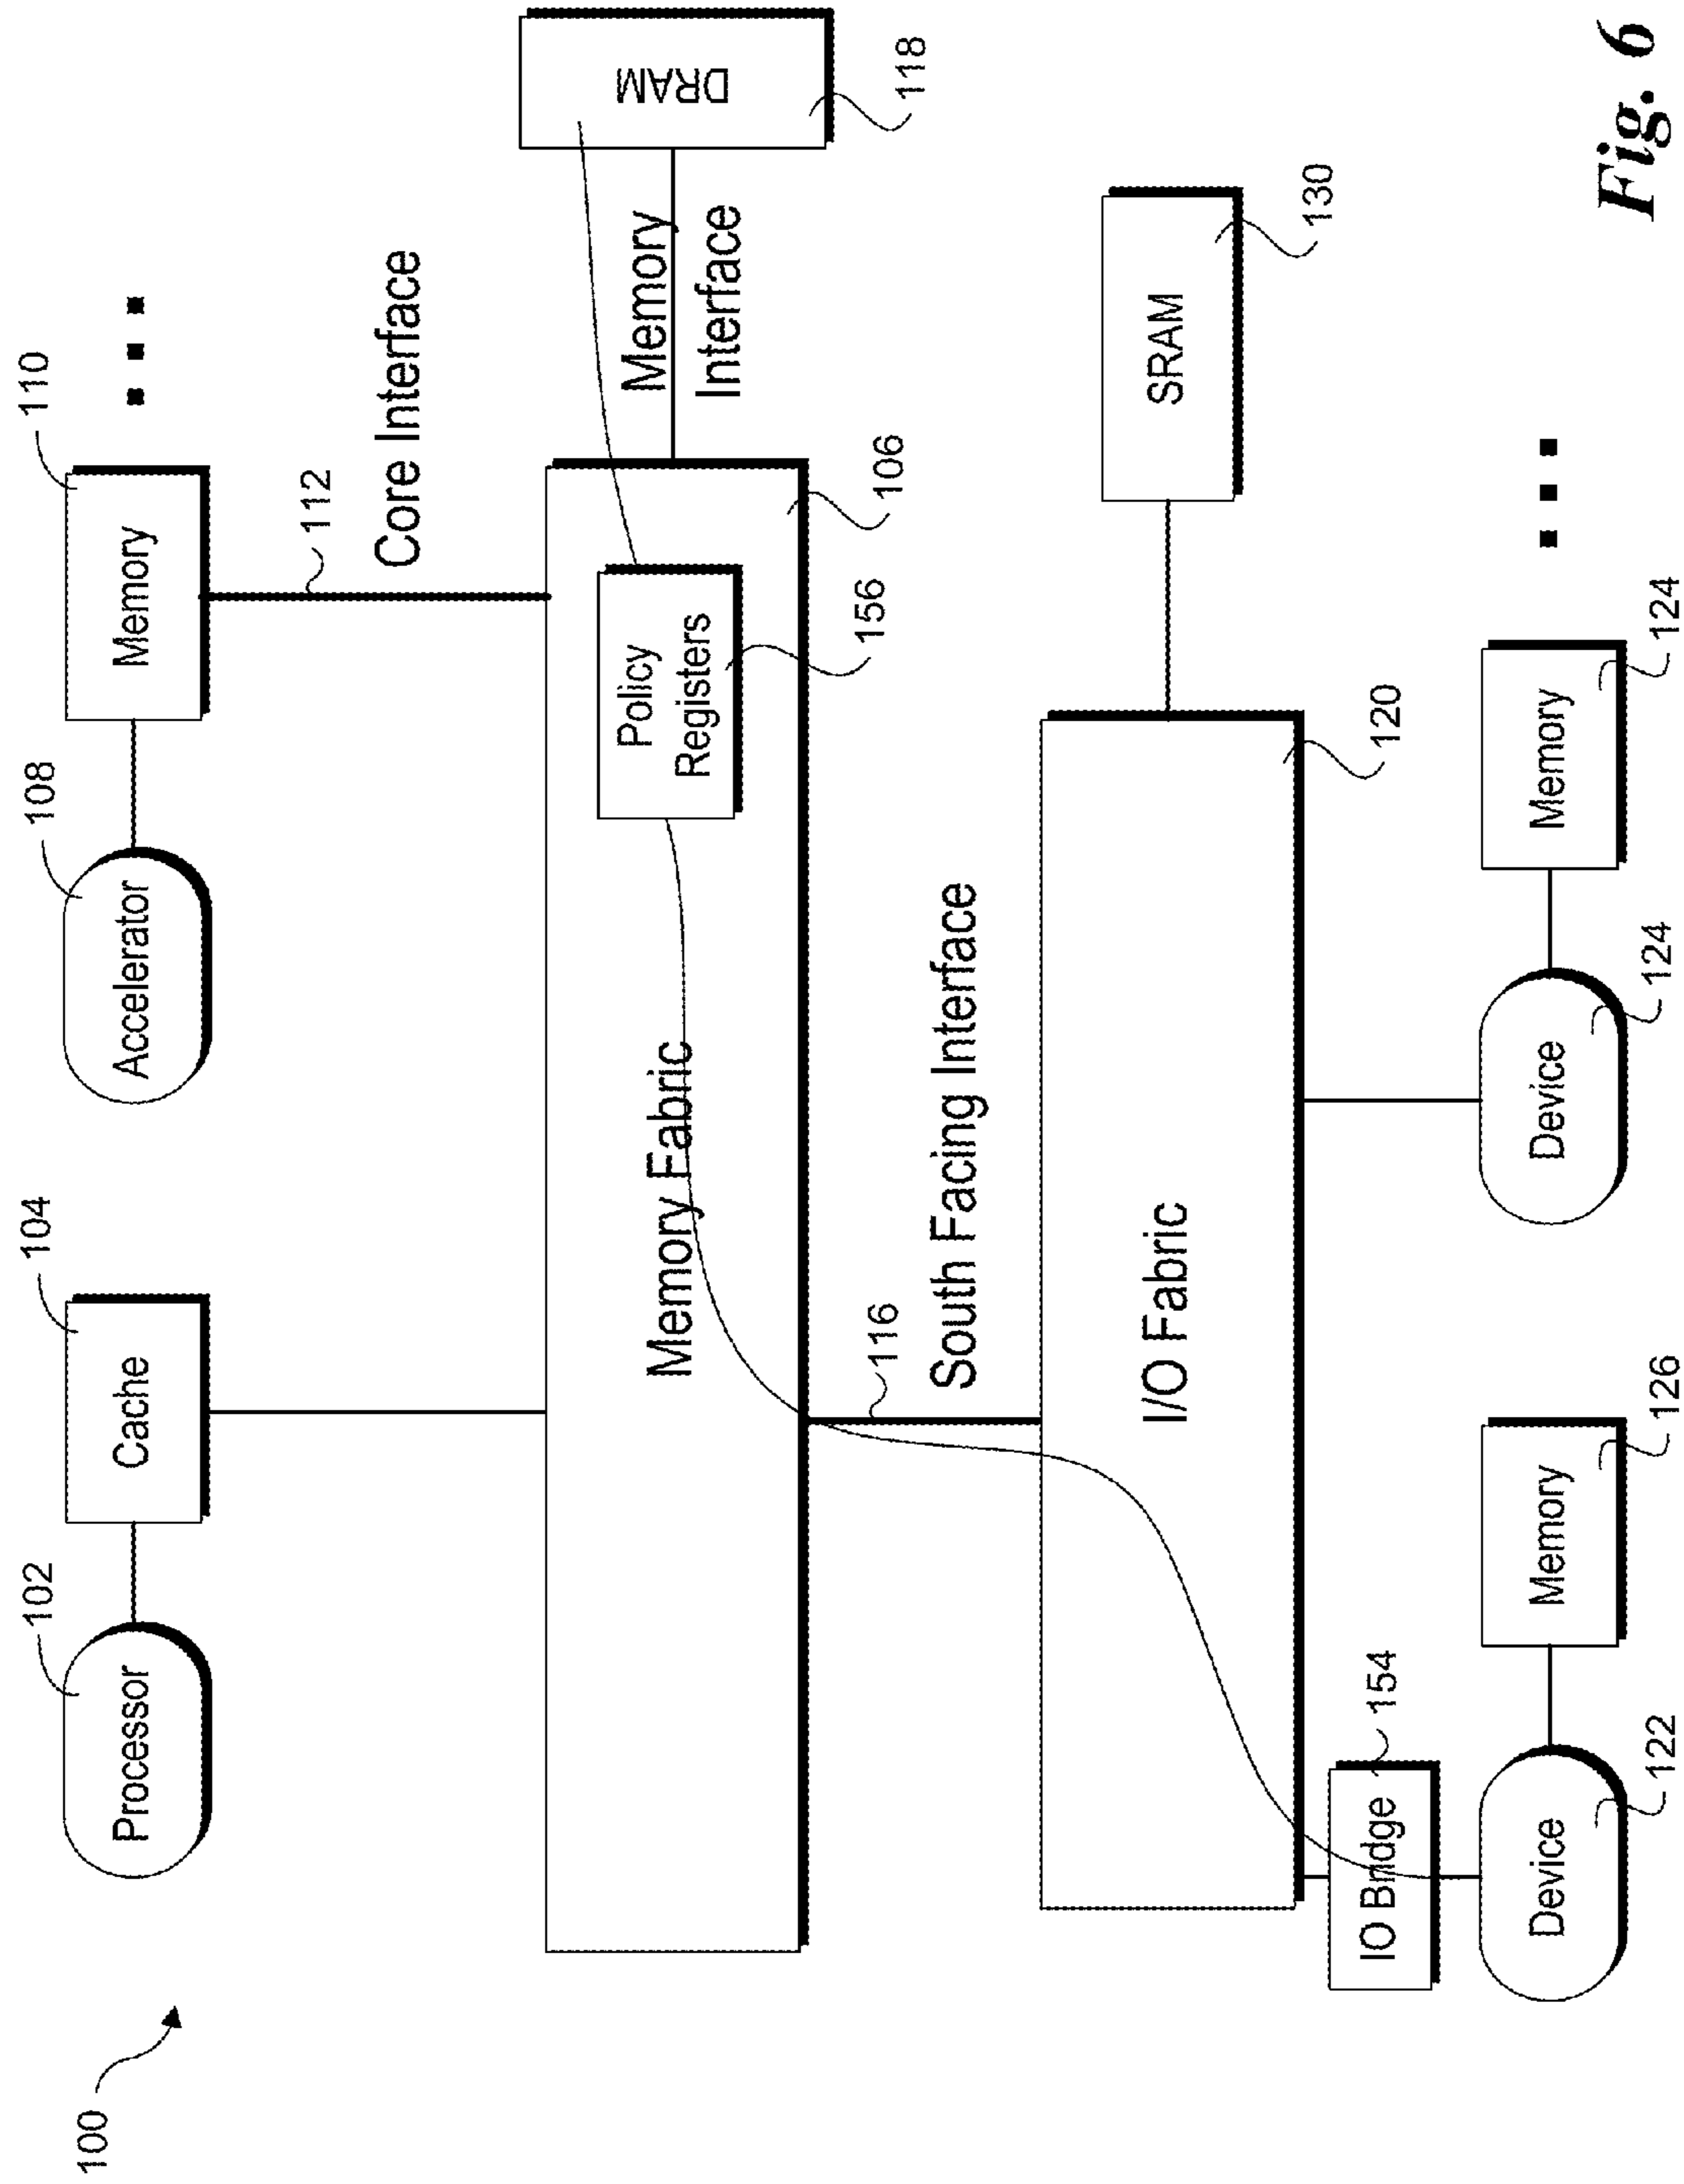 100
102
Processor
104
Cache
108
Accelerator
110
Memory
112
Core Interface
Memory Fabric
Policy
Registers
156
106
Memory
Interface
DRAM
118
116
South Facing Interface
I/O Fabric
120
SRAM
130
IO Bridge
154
Device
122
Memory
126
Device
124
Memory
124
Fig. 6